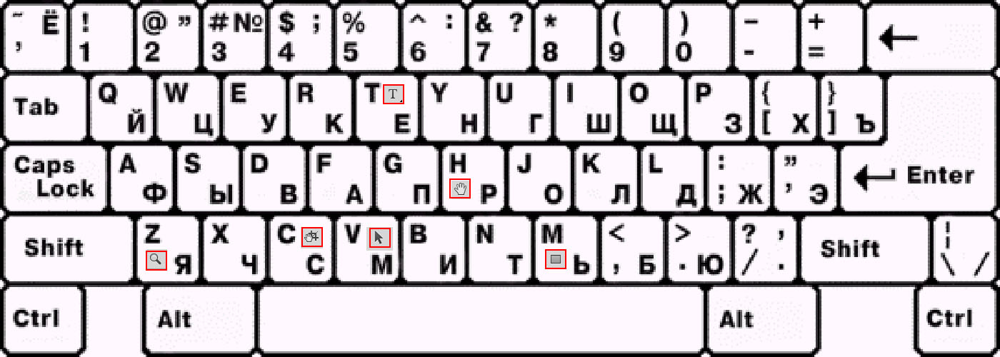 ~ Ё ! @ ” # № $ ; % ^ : & ? * ( ) – +
’ 1 2 3 4 5 6 7 8 9 0 - = ←
Tab Q W E R T T Y U I O P { }
Й Ц У К Е Н Г Ш Щ З [ Х ] Ъ
Caps A S D F G H J K L : ”
Lock Ф Ы В А П Р О Л Д ; Ж ’ Э ← Enter
Shift Z X C V B N M < > ? , Shift ¦
Я Ч С М И Т Ь , Б . Ю / . \ /
Ctrl Alt Alt Ctrl